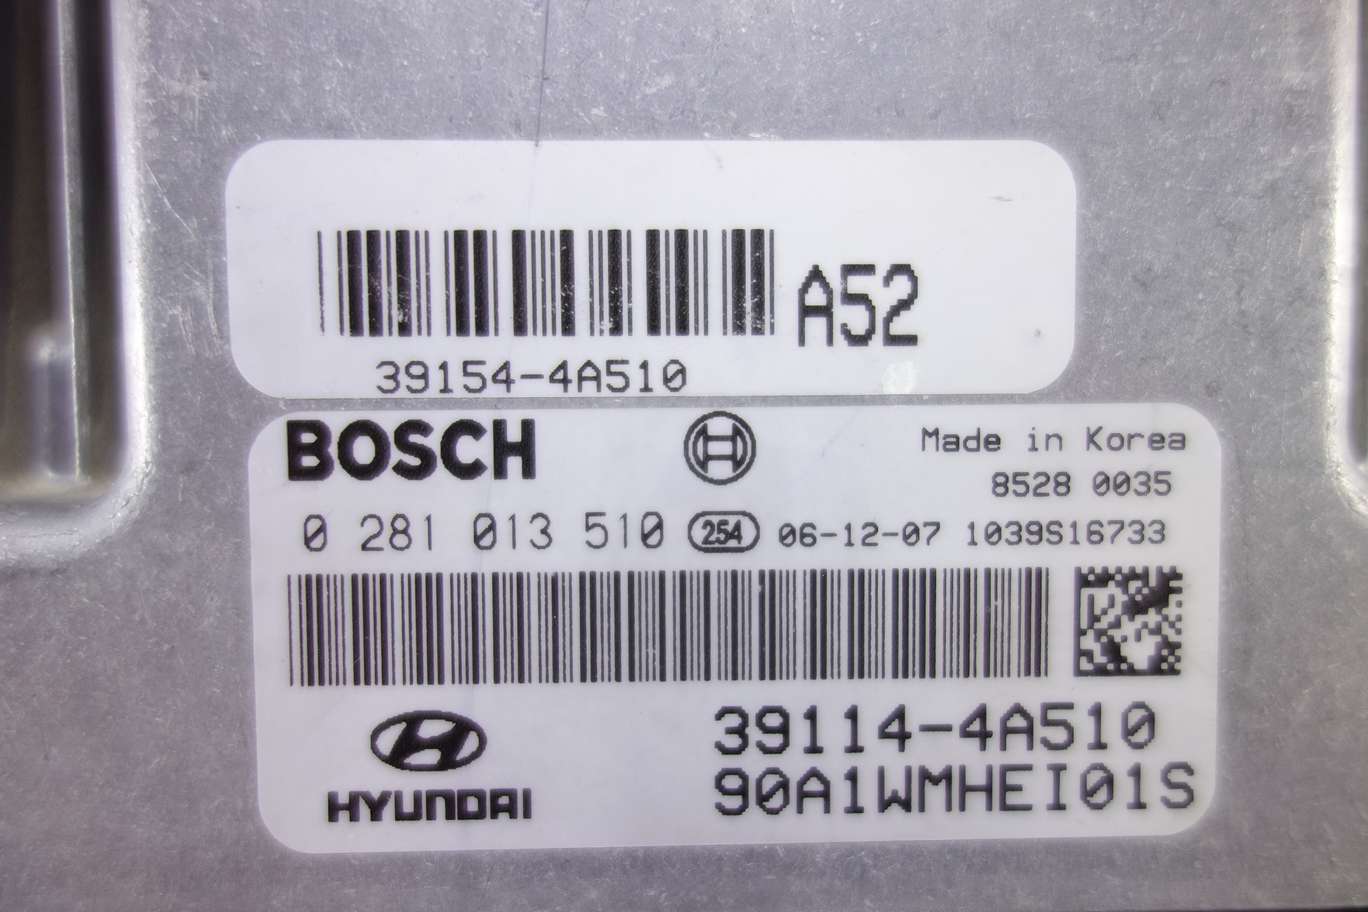 A52
39154-4A510
BOSCH
Made in Korea
8528 0035
0 281 013 510 254 06-12-07 1039S16733
39114-4A510
HYUNDAI 90A1WMHEI01S